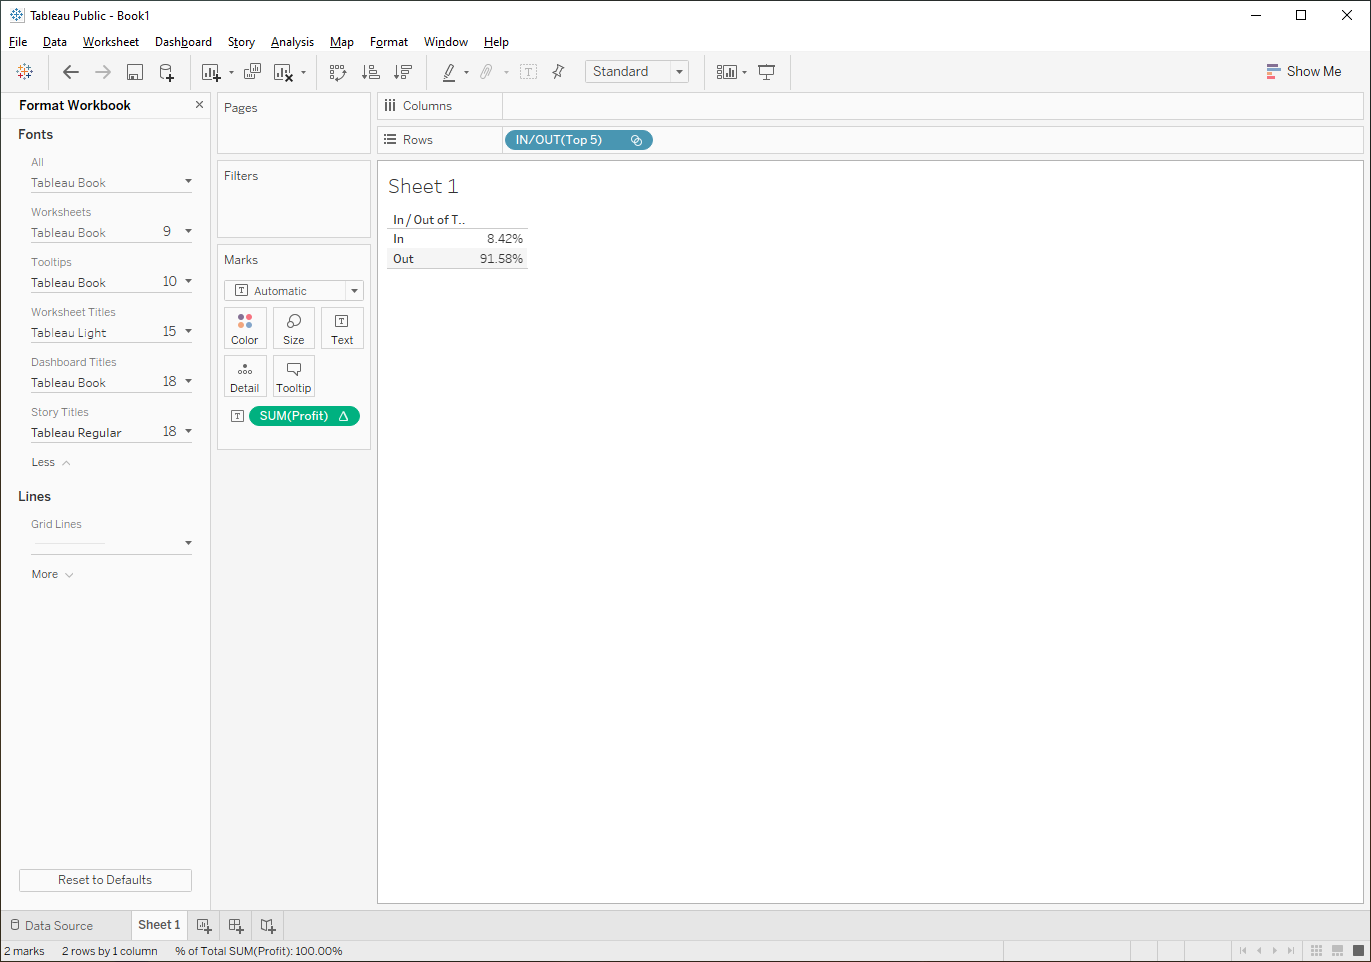 Tableau Public - Book1
File Data Worksheet Dashboard Story Analysis Map Format Window Help
Standard
Show Me
Format Workbook
Fonts
All
Tableau Book
Worksheets
Tableau Book 9
Tooltips
Tableau Book 10
Worksheet Titles
Tableau Light 15
Dashboard Titles
Tableau Book 18
Story Titles
Tableau Regular 18
Less
Lines
Grid Lines
More
Reset to Defaults
Pages
Filters
Marks
T Automatic
Color Size Text
Detail Tooltip
T SUM(Profit) Δ
Columns
Rows IN/OUT(Top 5)
Sheet 1
In / Out of T..
In 8.42%
Out 91.58%
Data Source Sheet 1
2 marks 2 rows by 1 column % of Total SUM(Profit): 100.00%